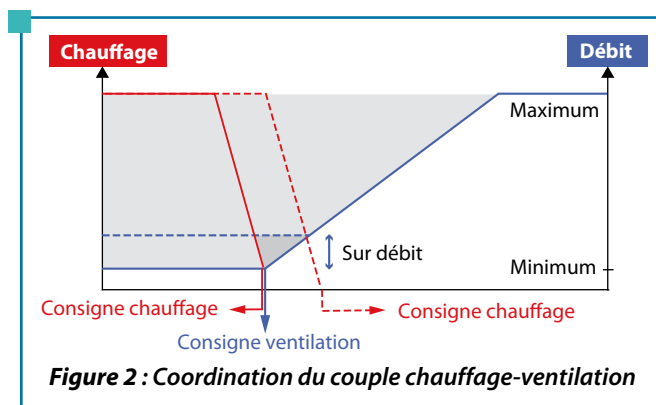 Chauffage
Débit
Maximum
Sur débit
Minimum
Consigne chauffage
Consigne chauffage
Consigne ventilation
Figure 2 : Coordination du couple chauffage-ventilation